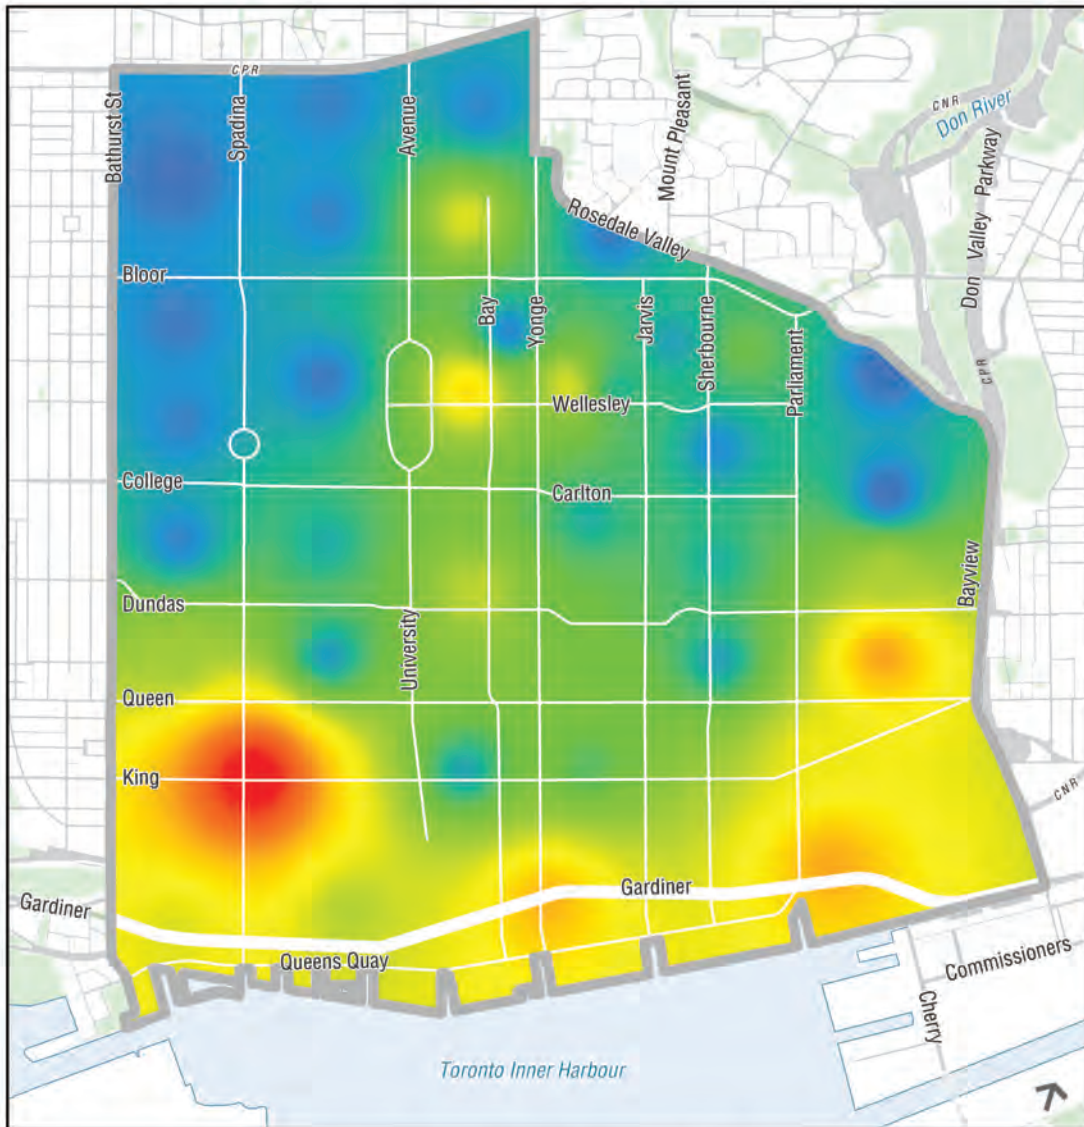 CPR
Bathurst St
Spadina
Avenue
Mount Pleasant
CNR
Don River
Don Valley Parkway
Rosedale Valley
Bloor
Bay
Yonge
Jarvis
Sherbourne
Parliament
CPR
Wellesley
College
Carlton
Bayview
Dundas
University
Queen
King
CNR
Gardiner
Gardiner
Queens Quay
Commissioners
Cherry
Toronto Inner Harbour